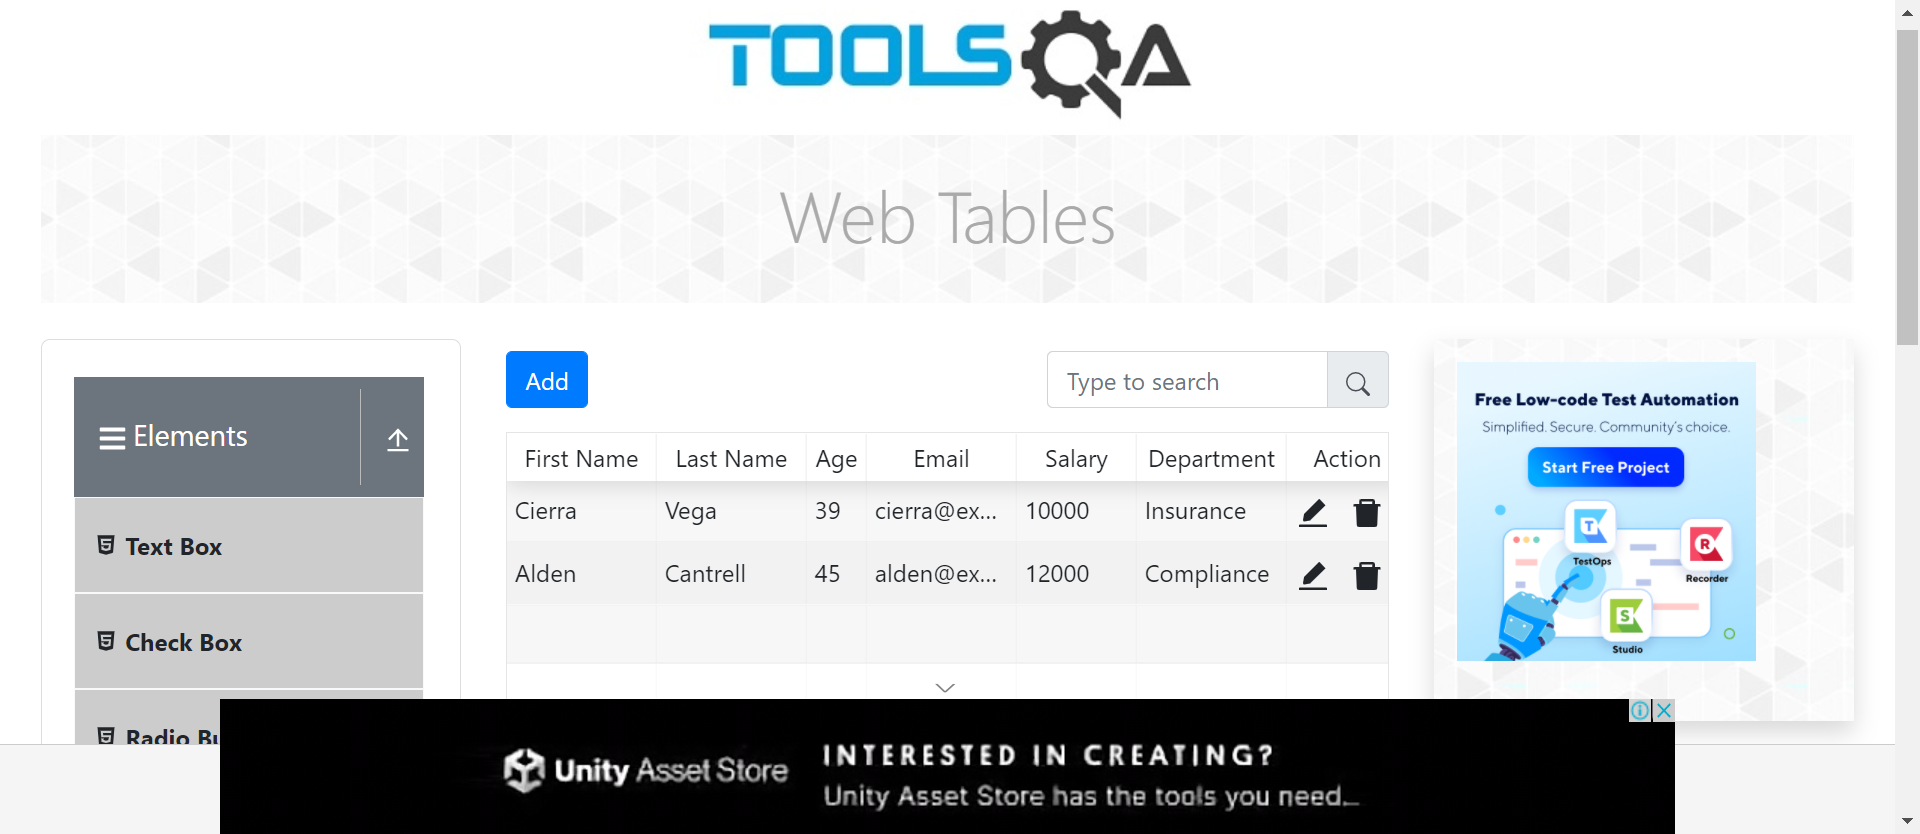 TOOLSQA
Web Tables
Elements
Text Box
Check Box
Radio Bu
Add
Type to search
First Name Last Name Age Email Salary Department Action
Cierra Vega 39 cierra@ex... 10000 Insurance
Alden Cantrell 45 alden@ex... 12000 Compliance
Free Low-code Test Automation
Simplified. Secure. Community's choice.
Start Free Project
T
TestOps
R
Recorder
S
Studio
Unity Asset Store
INTERESTED IN CREATING?
Unity Asset Store has the tools you need...